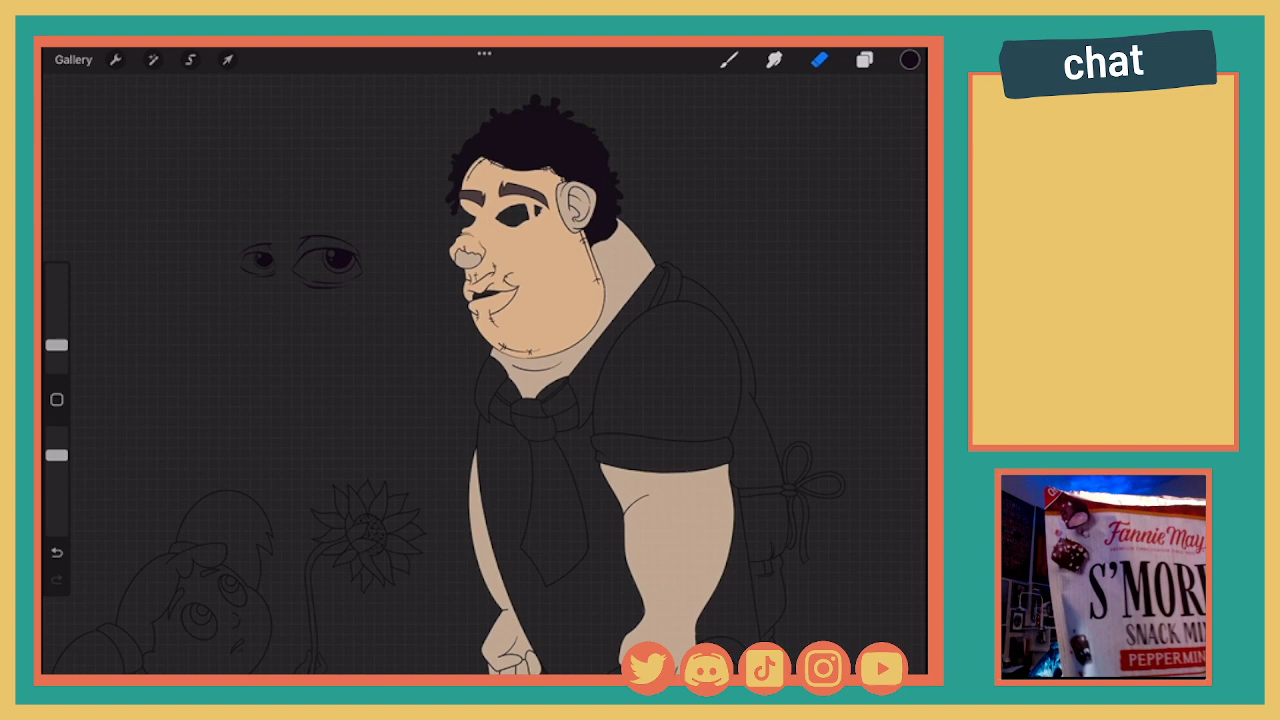 Gallery
chat
Fannie May
S'MORE
SNACK MI
PEPPERMIN